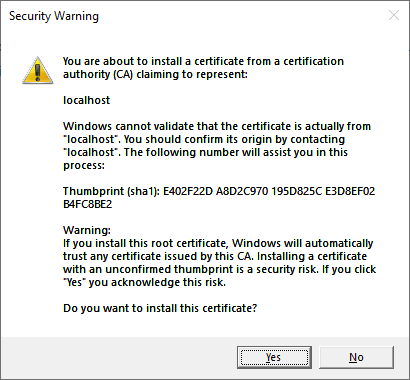 Security Warning
You are about to install a certificate from a certification
authority (CA) claiming to represent:
localhost
Windows cannot validate that the certificate is actually from
"localhost". You should confirm its origin by contacting
"localhost". The following number will assist you in this
process:
Thumbprint (sha1): E402F22D A8D2C970 195D825C E3D8EF02
B4FC8BE2
Warning:
If you install this root certificate, Windows will automatically
trust any certificate issued by this CA. Installing a certificate
with an unconfirmed thumbprint is a security risk. If you click
"Yes" you acknowledge this risk.
Do you want to install this certificate?
Yes No